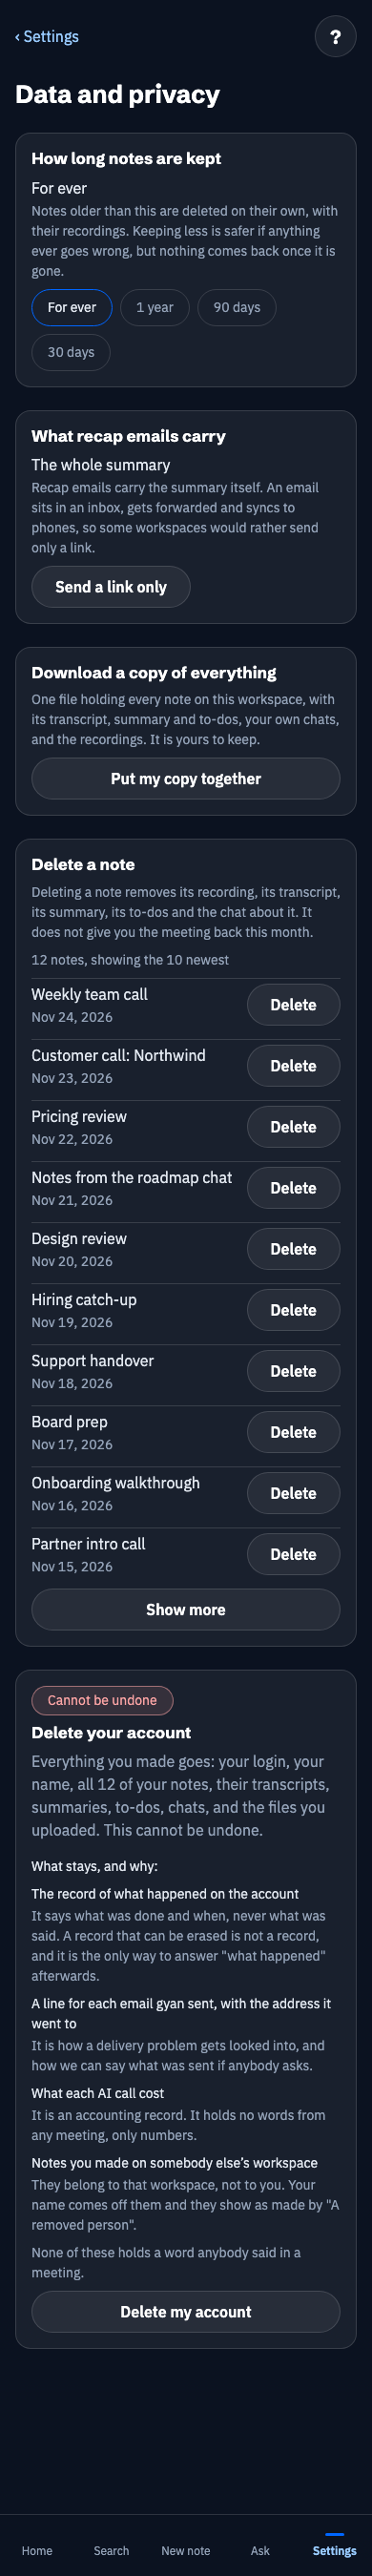 ‹ Settings
?
Data and privacy
How long notes are kept
For ever
Notes older than this are deleted on their own, with
their recordings. Keeping less is safer if anything
ever goes wrong, but nothing comes back once it is
gone.
For ever
1 year
90 days
30 days
What recap emails carry
The whole summary
Recap emails carry the summary itself. An email
sits in an inbox, gets forwarded and syncs to
phones, so some workspaces would rather send
only a link.
Send a link only
Download a copy of everything
One file holding every note on this workspace, with
its transcript, summary and to-dos, your own chats,
and the recordings. It is yours to keep.
Put my copy together
Delete a note
Deleting a note removes its recording, its transcript,
its summary, its to-dos and the chat about it. It
does not give you the meeting back this month.
12 notes, showing the 10 newest
Weekly team call
Nov 24, 2026
Delete
Customer call: Northwind
Nov 23, 2026
Delete
Pricing review
Nov 22, 2026
Delete
Notes from the roadmap chat
Nov 21, 2026
Delete
Design review
Nov 20, 2026
Delete
Hiring catch-up
Nov 19, 2026
Delete
Support handover
Nov 18, 2026
Delete
Board prep
Nov 17, 2026
Delete
Onboarding walkthrough
Nov 16, 2026
Delete
Partner intro call
Nov 15, 2026
Delete
Show more
Cannot be undone
Delete your account
Everything you made goes: your login, your
name, all 12 of your notes, their transcripts,
summaries, to-dos, chats, and the files you
uploaded. This cannot be undone.
What stays, and why:
The record of what happened on the account
It says what was done and when, never what was
said. A record that can be erased is not a record,
and it is the only way to answer "what happened"
afterwards.
A line for each email gyan sent, with the address it
went to
It is how a delivery problem gets looked into, and
how we can say what was sent if anybody asks.
What each AI call cost
It is an accounting record. It holds no words from
any meeting, only numbers.
Notes you made on somebody else’s workspace
They belong to that workspace, not to you. Your
name comes off them and they show as made by "A
removed person".
None of these holds a word anybody said in a
meeting.
Delete my account
Home
Search
New note
Ask
Settings